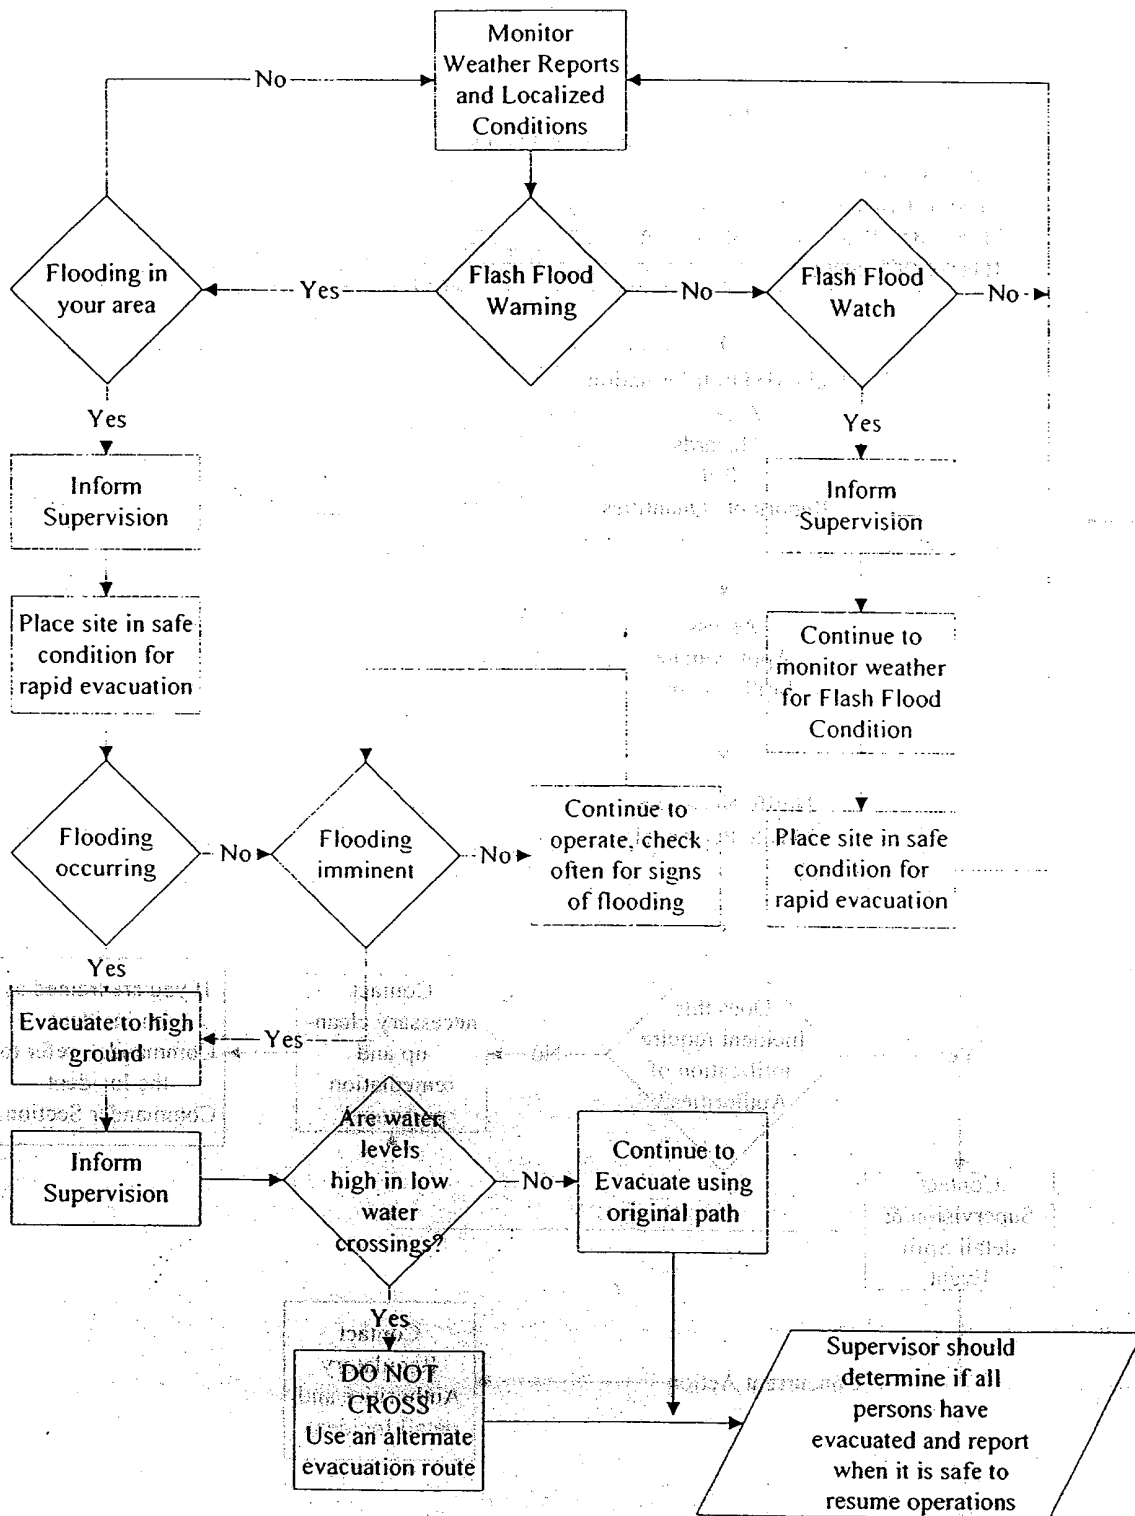 Monitor
Weather Reports
and Localized
Conditions
No
Flooding in
your area
Yes
Flash Flood
Warning
No
Flash Flood
Watch
No
Yes
Inform
Supervision
Yes
Inform
Supervision
Place site in safe
condition for
rapid evacuation
Continue to
monitor weather
for Flash Flood
Condition
Flooding
occurring
No
Flooding
imminent
No
Continue to
operate, check
often for signs
of flooding
Place site in safe
condition for
rapid evacuation
Yes
Evacuate to high
ground
Yes
Inform
Supervision
Are water
levels
high in low
water
crossings?
No
Continue to
Evacuate using
original path
Yes
DO NOT
CROSS
Use an alternate
evacuation route
Supervisor should
determine if all
persons have
evacuated and report
when it is safe to
resume operations